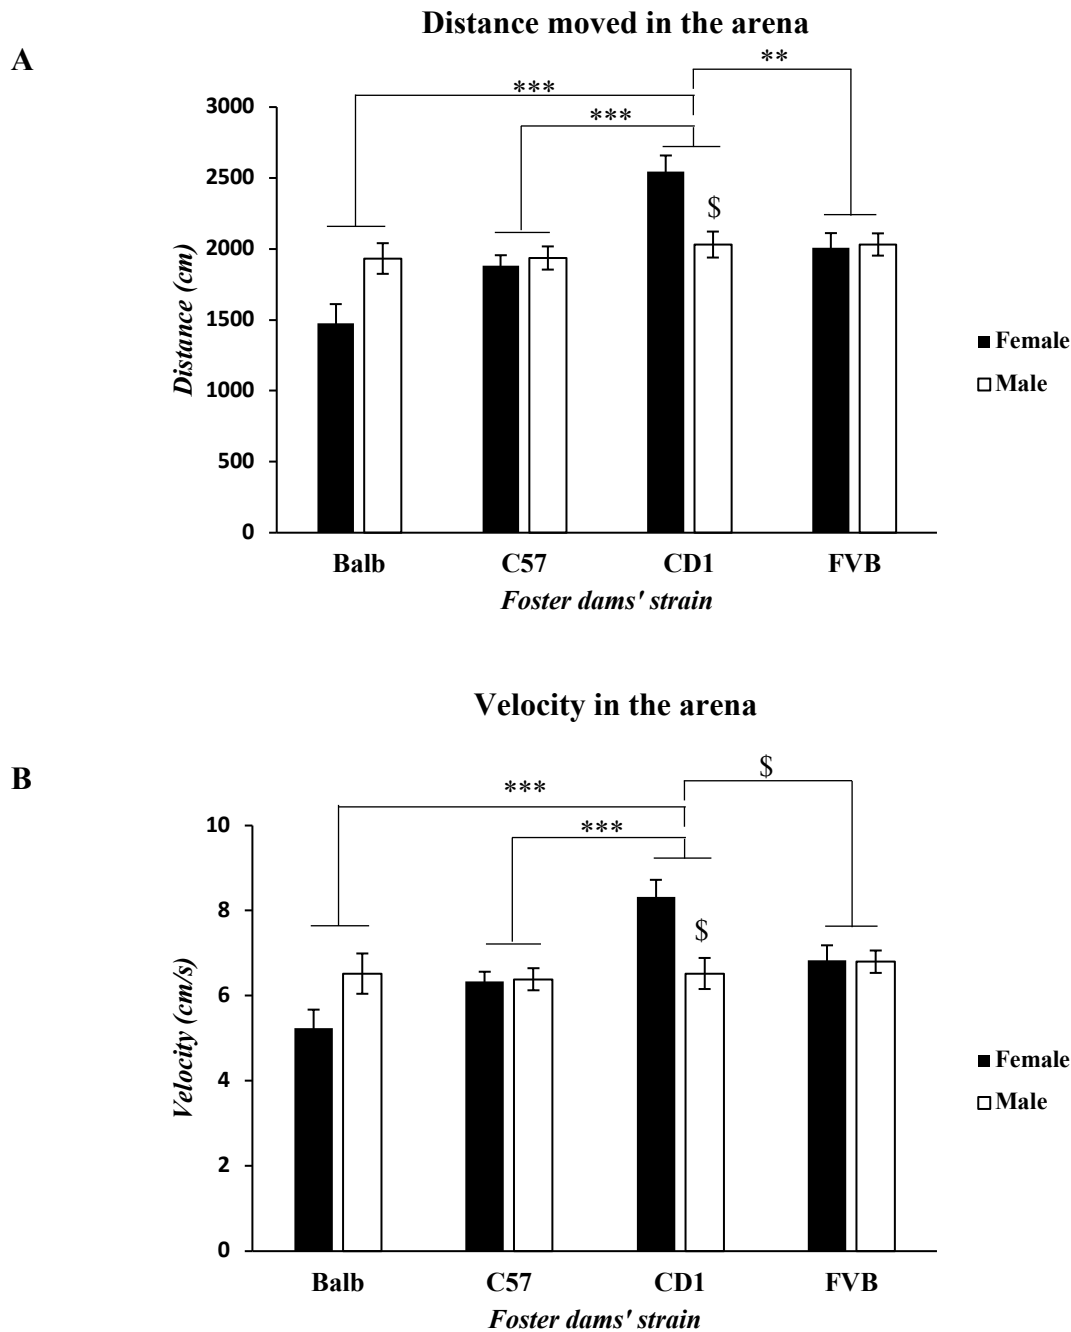 Distance moved in the arena
A
**
***
***
3000
2500
$
2000
1500
1000
500
0
Distance (cm)
Female
Male
Balb C57 CD1 FVB
Foster dams' strain
Velocity in the arena
B
$
***
***
10
8
$
6
4
2
0
Velocity (cm/s)
Female
Male
Balb C57 CD1 FVB
Foster dams' strain